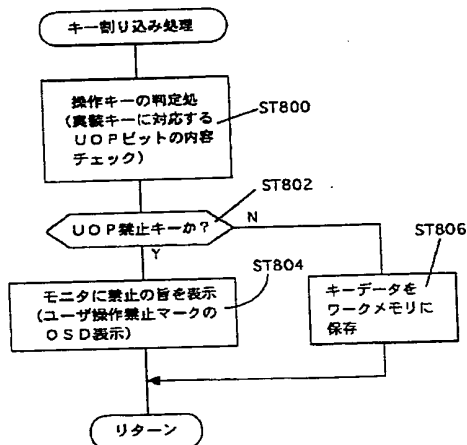 キー割り込み処理
操作キーの判定処
(実装キーに対応する
UOPビットの内容
チェック)
ST800
ST802
UOP禁止キーか?
N
Y
ST806
ST804
モニタに禁止の旨を表示
(ユーザ操作禁止マークの
OSD表示)
キーデータを
ワークメモリに
保存
リターン